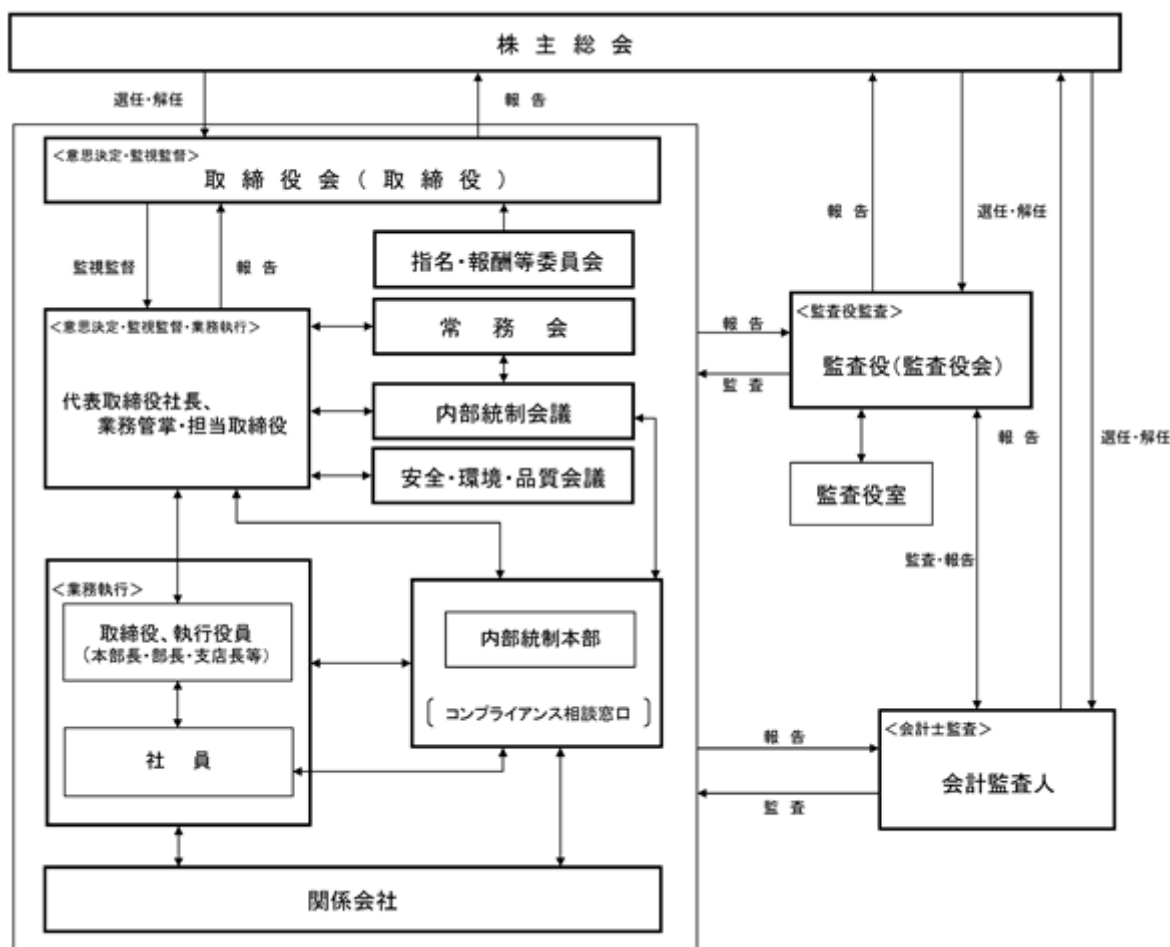 株主総会
選任・解任
報告
＜意思決定・監視監督＞
取締役会（取締役）
監視監督
報告
指名・報酬等委員会
報告
選任・解任
＜意思決定・監視監督・業務執行＞
代表取締役社長、
業務管掌・担当取締役
常務会
内部統制会議
安全・環境・品質会議
報告
監査
＜監査役監査＞
監査役（監査役会）
監査役室
報告
選任・解任
監査・報告
＜業務執行＞
取締役、執行役員
（本部長・部長・支店長等）
社員
内部統制本部
〔コンプライアンス相談窓口〕
報告
監査
＜会計士監査＞
会計監査人
関係会社